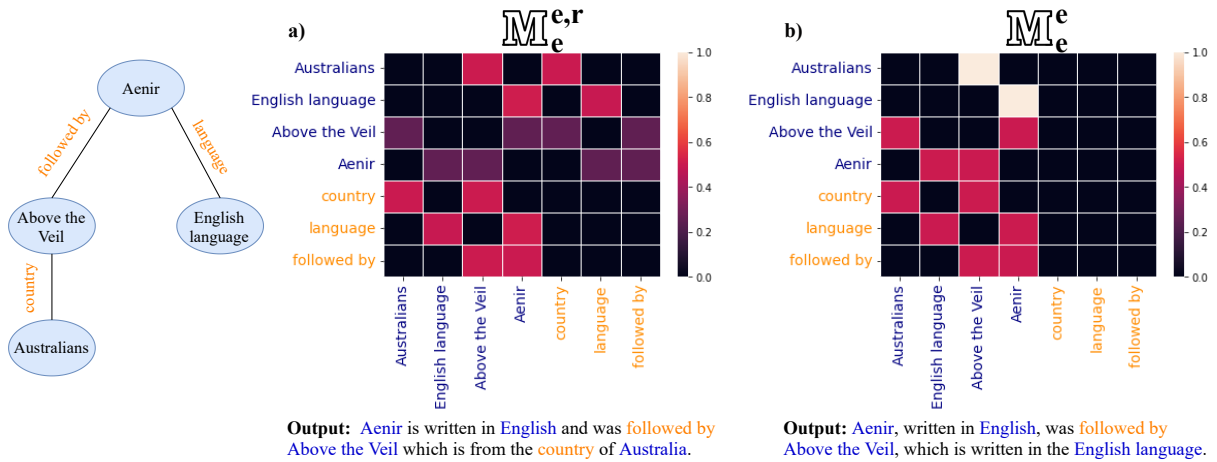 Aenir
followed by
language
Above the
Veil
English
language
country
Australians
a)
M e,r
e
Australians
English language
Above the Veil
Aenir
country
language
followed by
1.0
0.8
0.6
0.4
0.2
0.0
Australians
English language
Above the Veil
Aenir
country
language
followed by
Output: Aenir is written in English and was followed by
Above the Veil which is from the country of Australia.
b)
M e
e
Australians
English language
Above the Veil
Aenir
country
language
followed by
1.0
0.8
0.6
0.4
0.2
0.0
Australians
English language
Above the Veil
Aenir
country
language
followed by
Output: Aenir, written in English, was followed by
Above the Veil, which is written in the English language.